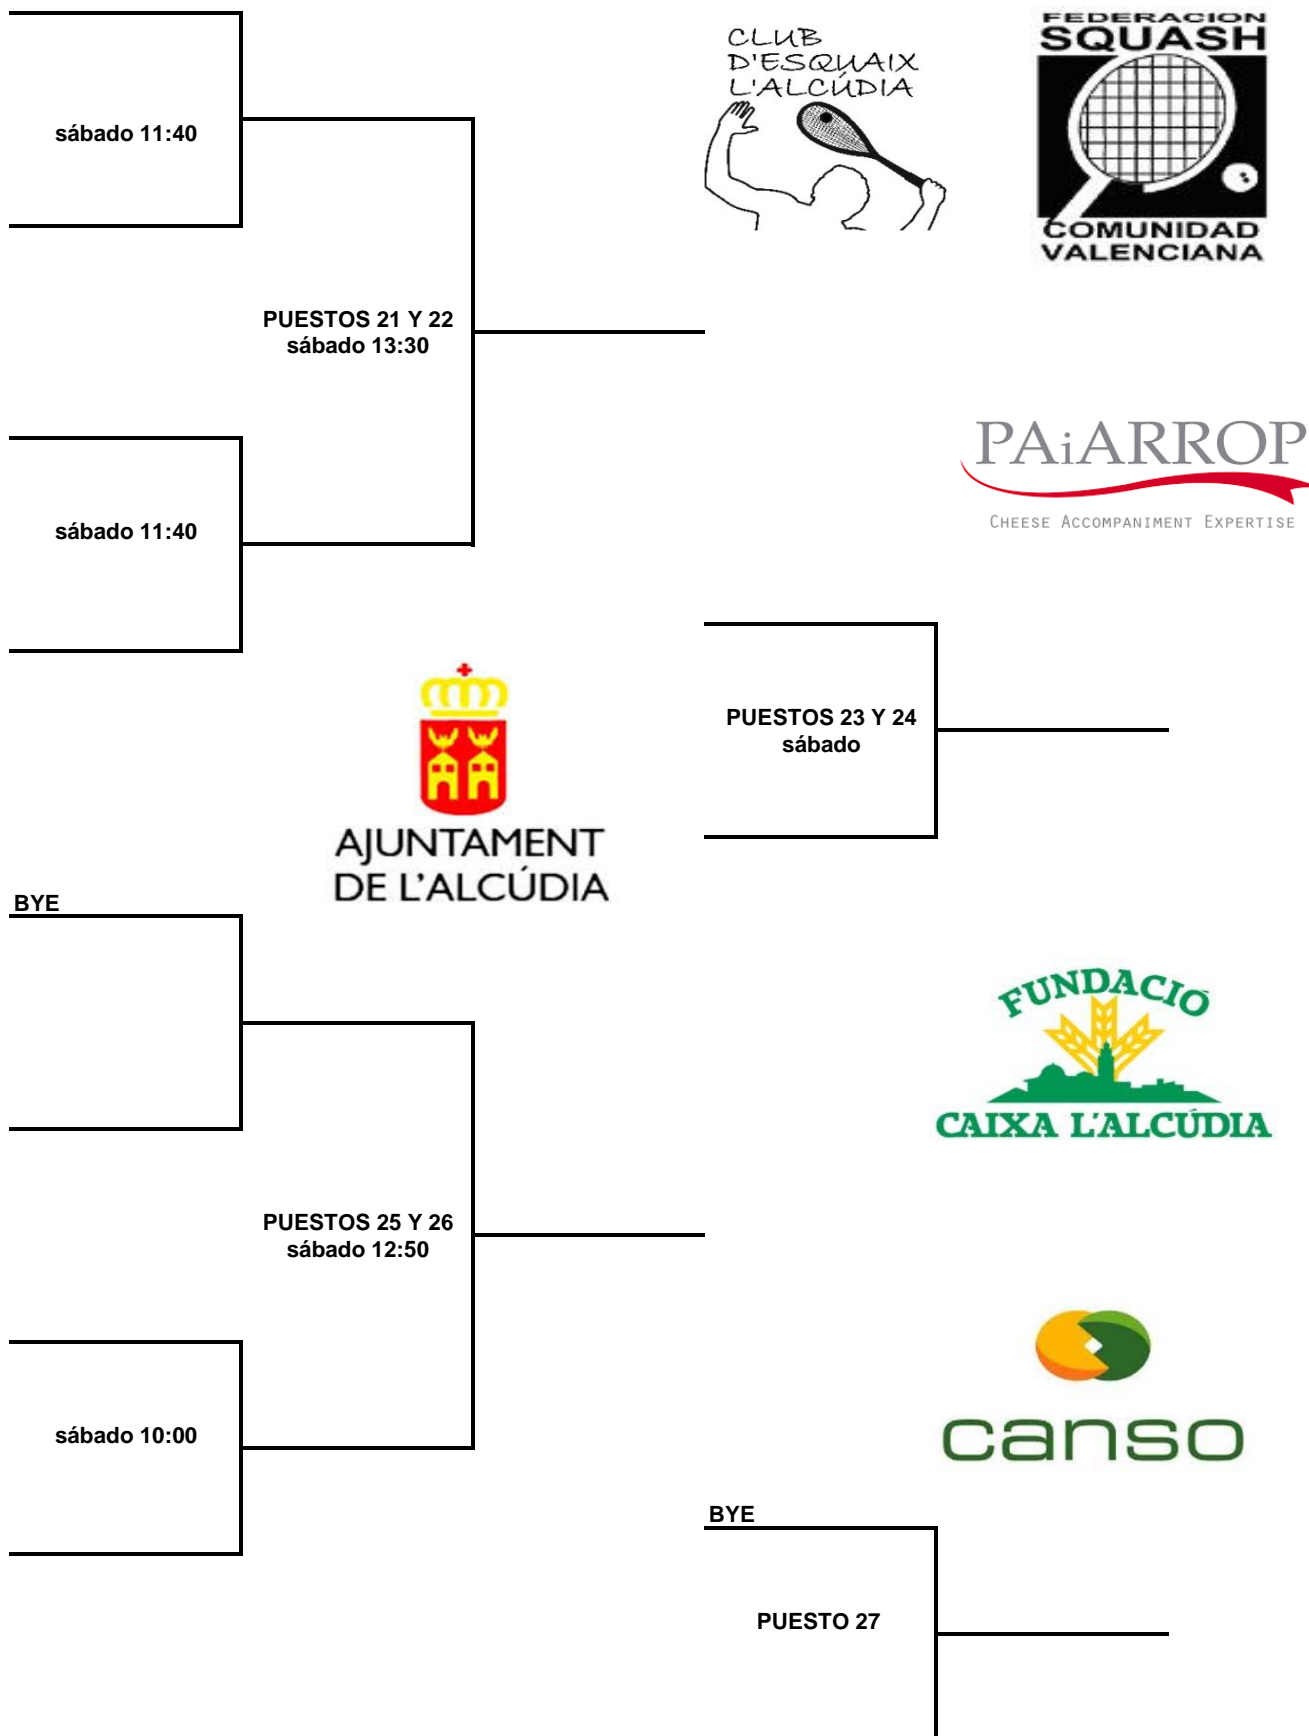 CLUB
D'ESQUAIX
L'ALCÚDIA
FEDERACION
SQUASH
COMUNIDAD
VALENCIANA
sábado 11:40
PUESTOS 21 Y 22
sábado 13:30
PAiARROP
CHEESE ACCOMPANIMENT EXPERTISE
sábado 11:40
PUESTOS 23 Y 24
sábado
AJUNTAMENT
DE L'ALCÚDIA
BYE
FUNDACIÓ
CAIXA L'ALCÚDIA
PUESTOS 25 Y 26
sábado 12:50
canso
sábado 10:00
BYE
PUESTO 27